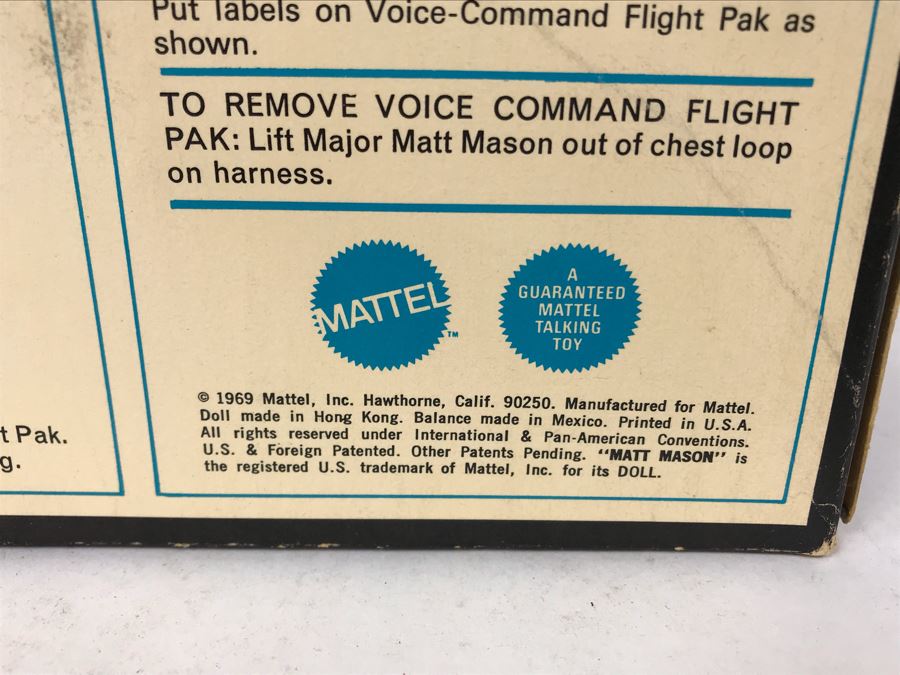 Put labels on Voice-Command Flight Pak as
shown.
TO REMOVE VOICE COMMAND FLIGHT
PAK: Lift Major Matt Mason out of chest loop
on harness.
MATTEL
™
A
GUARANTEED
MATTEL
TALKING
TOY
© 1969 Mattel, Inc. Hawthorne, Calif. 90250. Manufactured for Mattel.
Doll made in Hong Kong. Balance made in Mexico. Printed in U.S.A.
All rights reserved under International & Pan-American Conventions.
U.S. & Foreign Patented. Other Patents Pending. "MATT MASON" is
the registered U.S. trademark of Mattel, Inc. for its DOLL.
t Pak.
g.